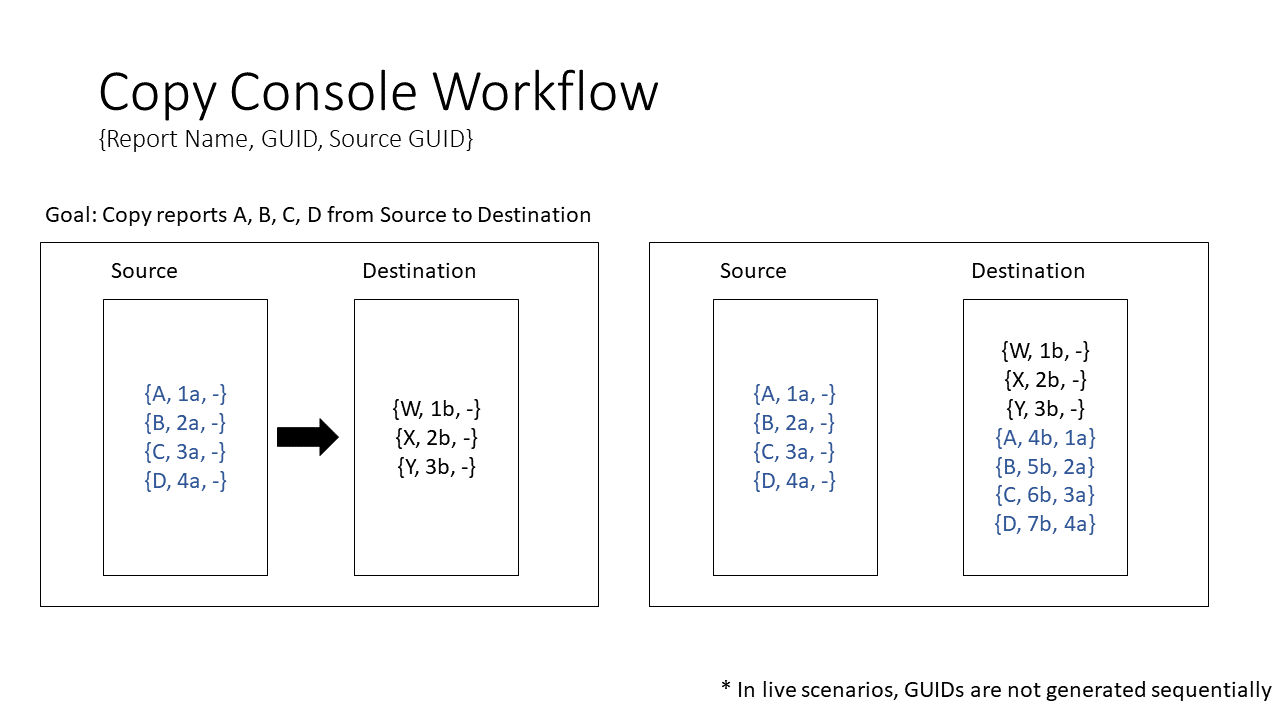 Copy Console Workflow
{Report Name, GUID, Source GUID}
Goal: Copy reports A, B, C, D from Source to Destination
Source
Destination
{A, 1a, -}
{B, 2a, -}
{C, 3a, -}
{D, 4a, -}
{W, 1b, -}
{X, 2b, -}
{Y, 3b, -}
Source
Destination
{A, 1a, -}
{B, 2a, -}
{C, 3a, -}
{D, 4a, -}
{W, 1b, -}
{X, 2b, -}
{Y, 3b, -}
{A, 4b, 1a}
{B, 5b, 2a}
{C, 6b, 3a}
{D, 7b, 4a}
* In live scenarios, GUIDs are not generated sequentially